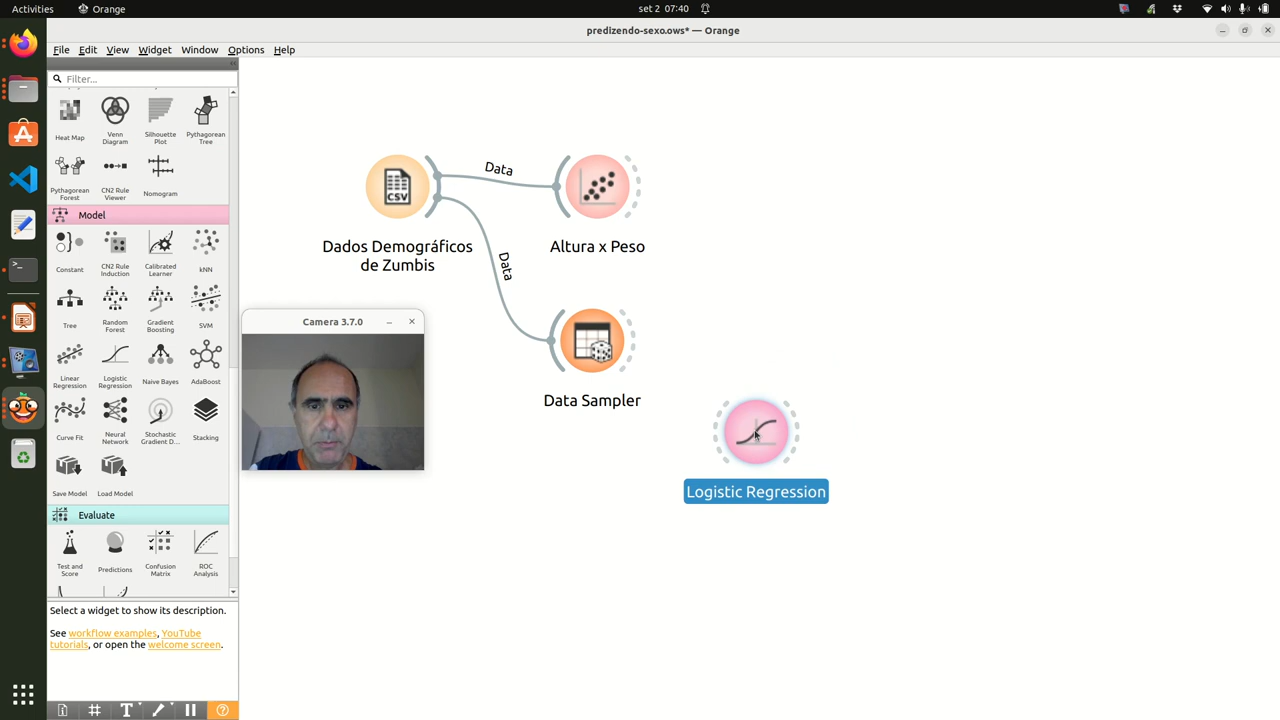 Activities
Orange
set 2 07:40
predizendo-sexo.ows* — Orange
File Edit View Widget Window Options Help
Filter...
Heat Map
Venn Diagram
Silhouette Plot
Pythagorean Tree
Pythagorean Forest
CN2 Rule Viewer
Nomogram
Model
Constant
CN2 Rule Induction
Calibrated Learner
kNN
Tree
Random Forest
Gradient Boosting
SVM
Linear Regression
Logistic Regression
Naive Bayes
AdaBoost
Curve Fit
Neural Network
Stochastic Gradient D...
Stacking
Save Model
Load Model
Evaluate
Test and Score
Predictions
Confusion Matrix
ROC Analysis
Select a widget to show its description.
See workflow examples, YouTube
tutorials, or open the welcome screen.
Data
Dados Demográficos
de Zumbis
Altura x Peso
Data
Camera 3.7.0
CSV
Data Sampler
Logistic Regression